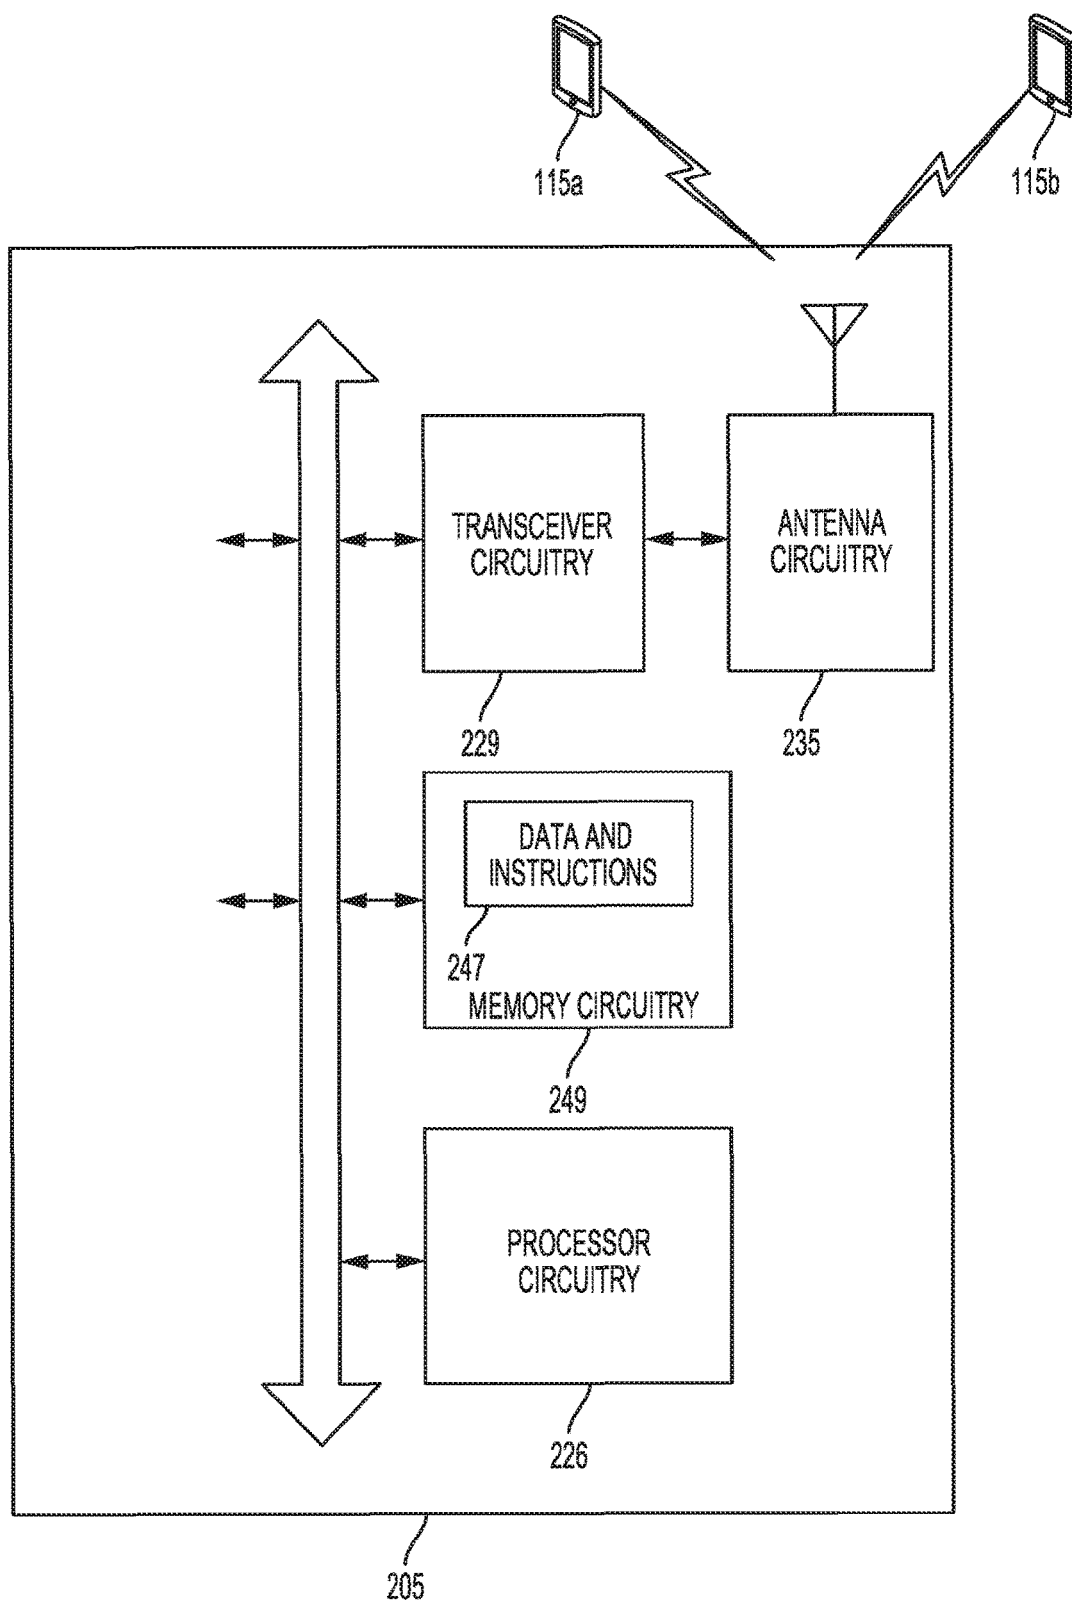 115a
115b
TRANSCEIVER
CIRCUITRY
ANTENNA
CIRCUITRY
229
235
DATA AND
INSTRUCTIONS
247
MEMORY CIRCUITRY
249
PROCESSOR
CIRCUITRY
226
205